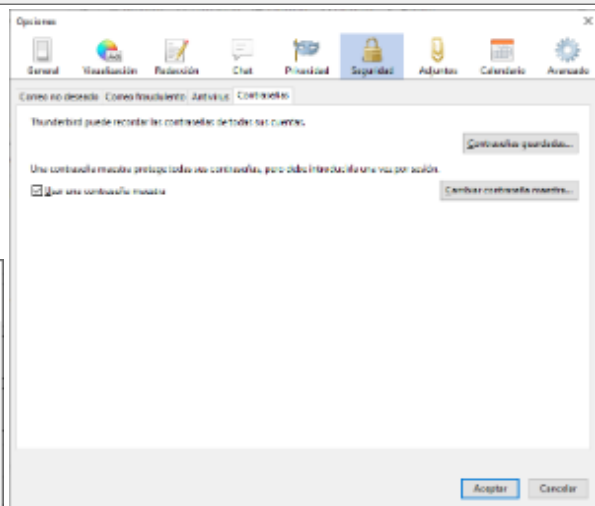 Opciones
General Visualización Redacción Chat Privacidad Seguridad Adjuntos Calendario Avanzado
Correo no deseado Correo fraudulento Antivirus Contraseñas
Thunderbird puede recordar las contraseñas de todas sus cuentas.
Contraseñas guardadas...
Una contraseña maestra protege todas sus contraseñas, pero debe introducirla una vez por sesión.
Usar una contraseña maestra
Cambiar contraseña maestra...
Aceptar Cancelar